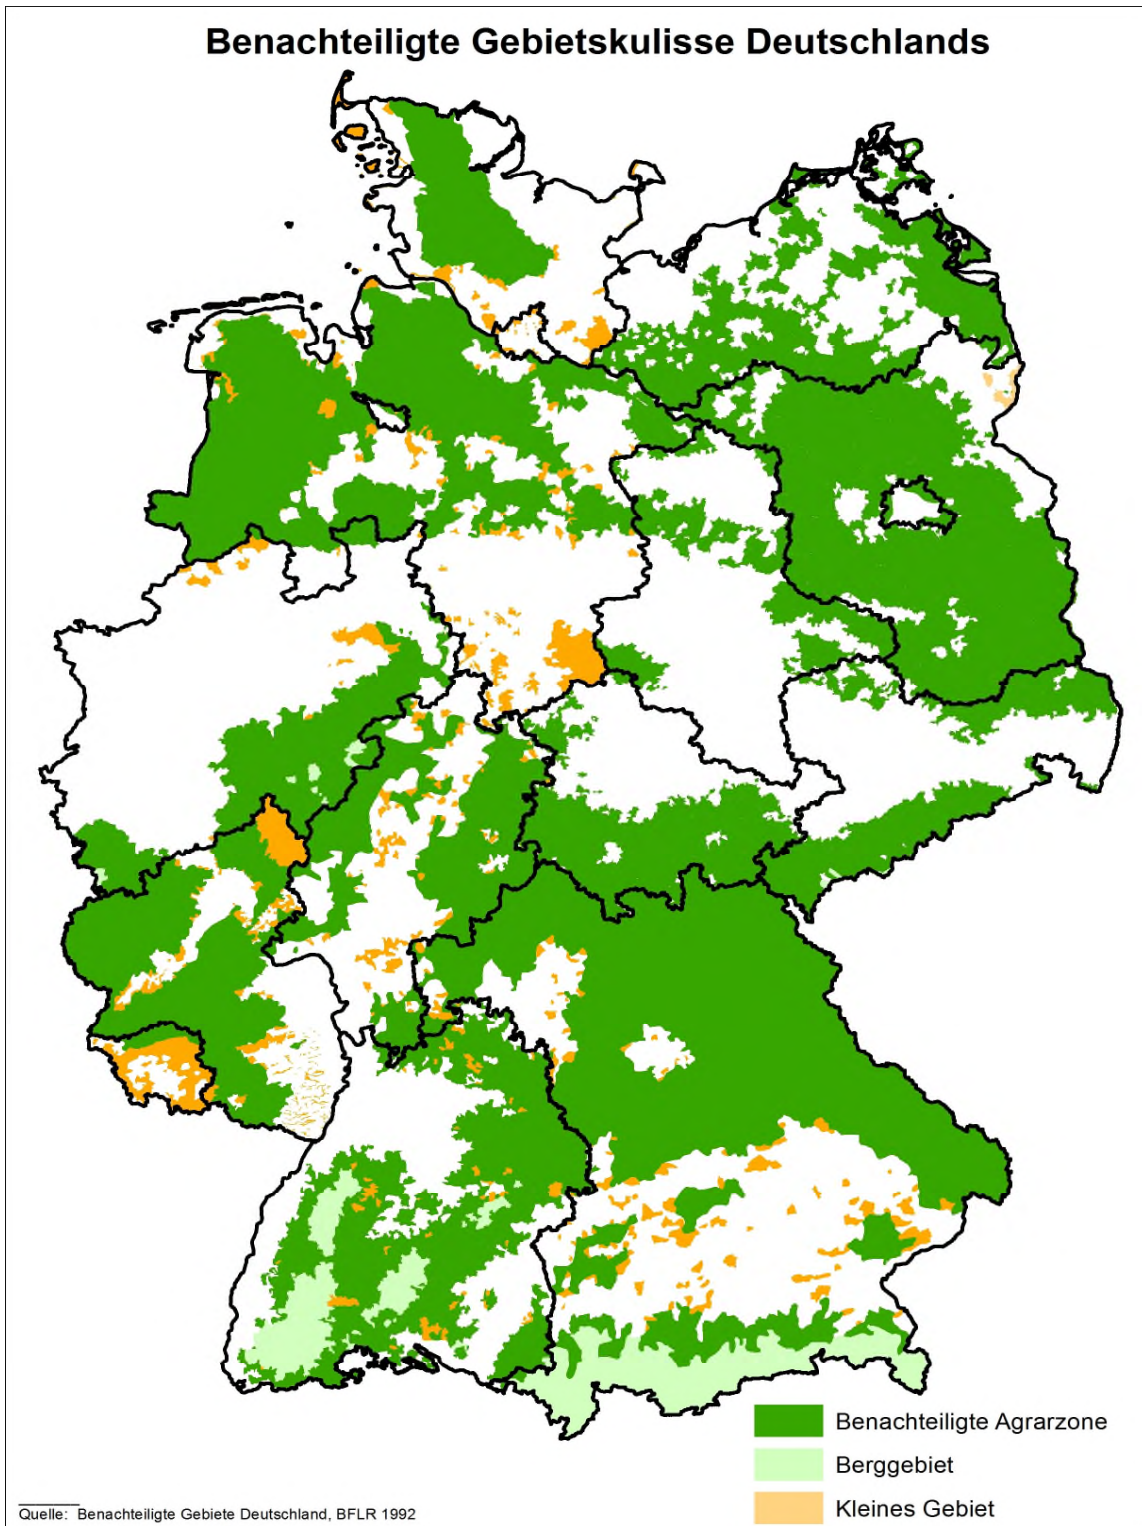 Benachteiligte Gebietskulisse Deutschlands
Benachteiligte Agrarzone
Berggebiet
Kleines Gebiet
Quelle: Benachteiligte Gebiete Deutschland, BFLR 1992